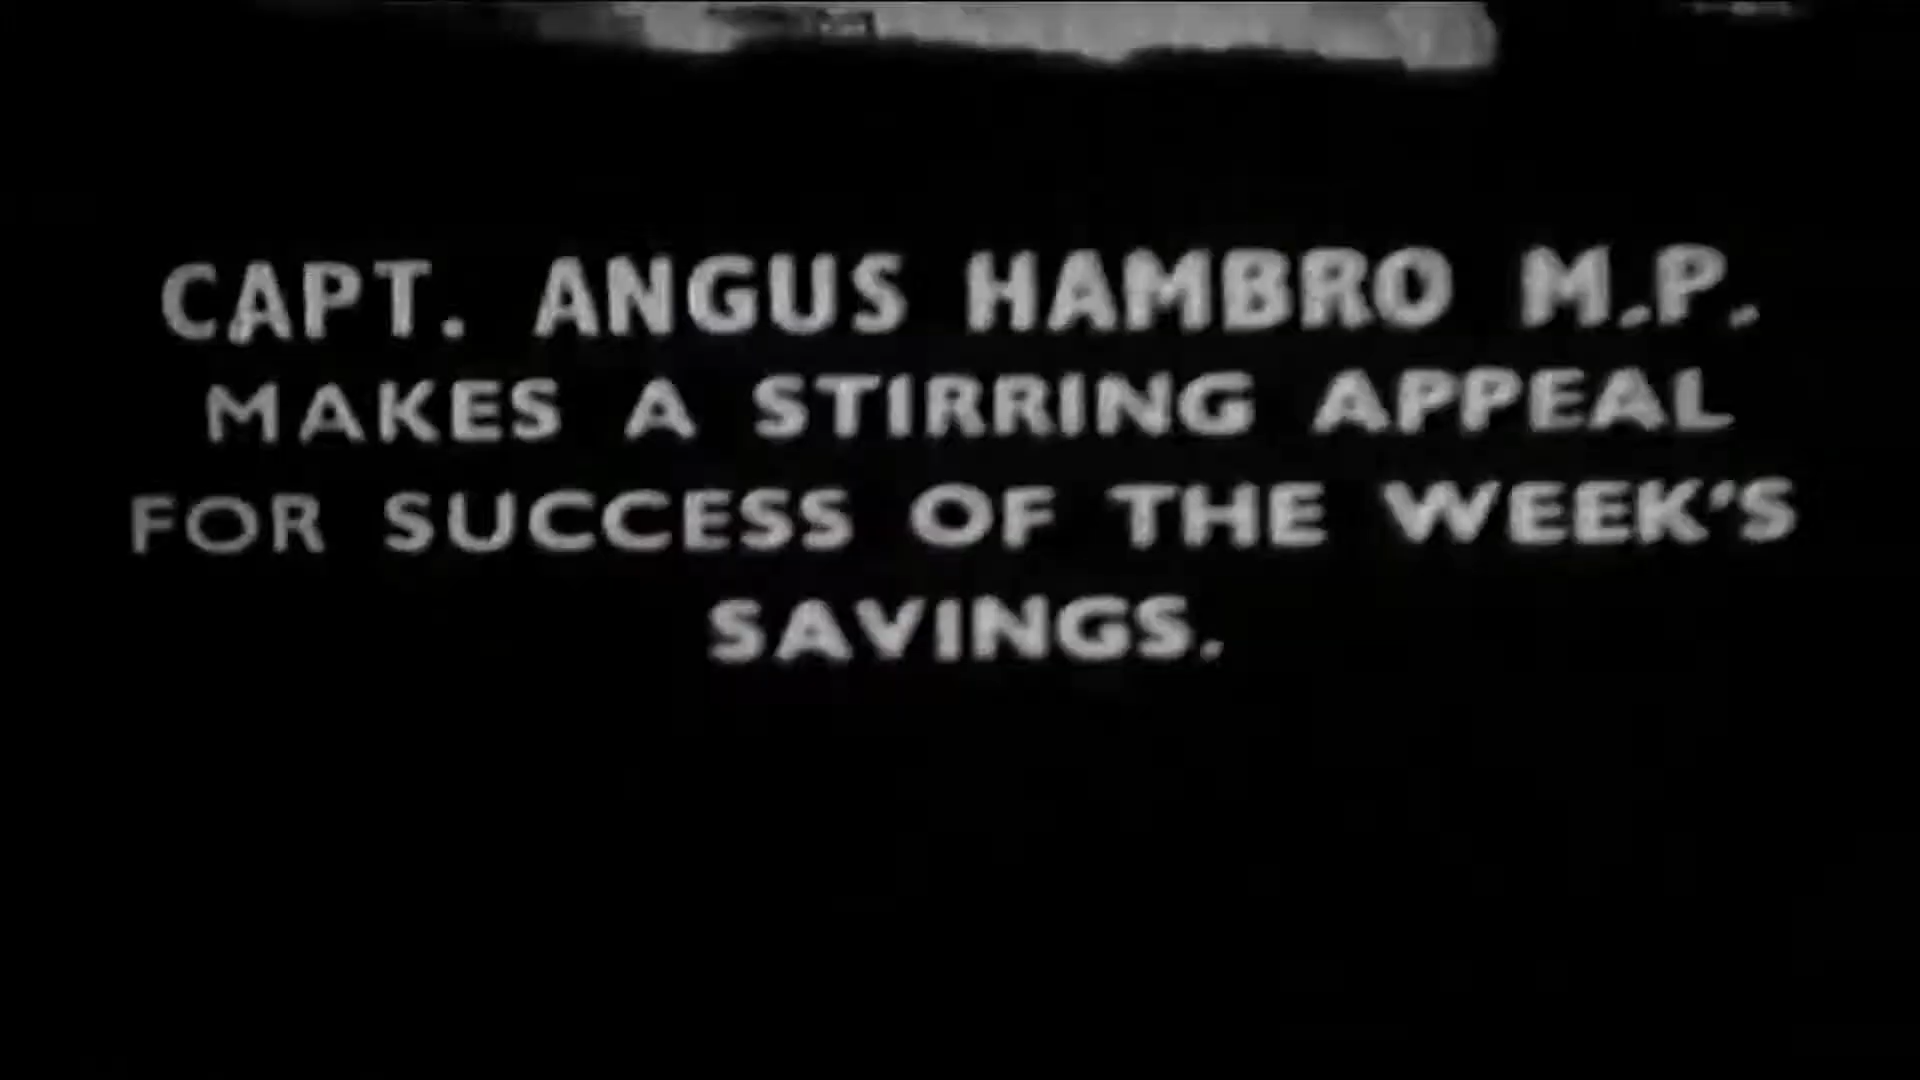 CAPT. ANGUS HAMBRO M.P.
MAKES A STIRRING APPEAL
FOR SUCCESS OF THE WEEK'S
SAVINGS.